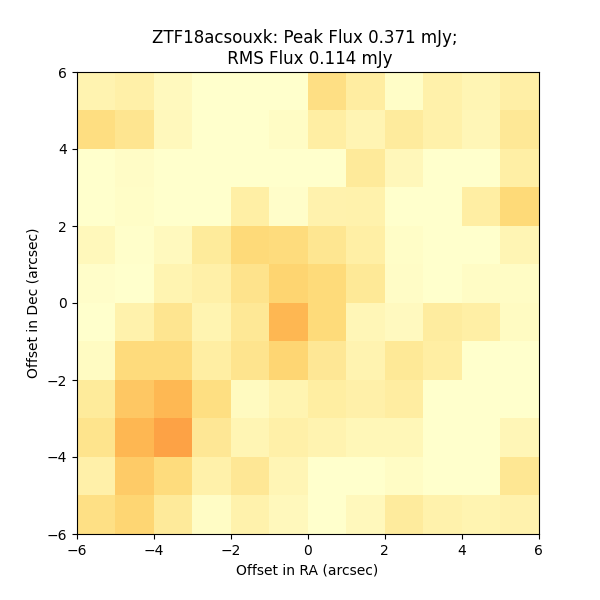 ZTF18acsouxk: Peak Flux 0.371 mJy;
RMS Flux 0.114 mJy
6
4
2
0
−2
−4
−6
Offset in Dec (arcsec)
−6 −4 −2 0 2 4 6
Offset in RA (arcsec)